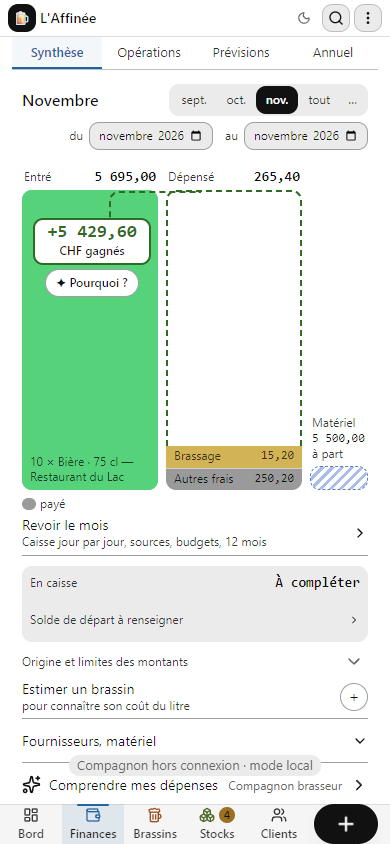 L'Affinée
Synthèse Opérations Prévisions Annuel
Novembre sept. oct. nov. tout ...
du novembre 2026 au novembre 2026
Entré 5 695,00 Dépensé 265,40
+5 429,60
CHF gagnés
✦ Pourquoi ?
10 × Bière · 75 cl —
Restaurant du Lac
Brassage 15,20
Autres frais 250,20
Matériel
5 500,00
à part
payé
Revoir le mois
Caisse jour par jour, sources, budgets, 12 mois
En caisse À compléter
Solde de départ à renseigner
Origine et limites des montants
Estimer un brassin
pour connaître son coût du litre
+
Fournisseurs, matériel
Compagnon hors connexion · mode local
Comprendre mes dépenses Compagnon brasseur
4
Bord Finances Brassins Stocks Clients +